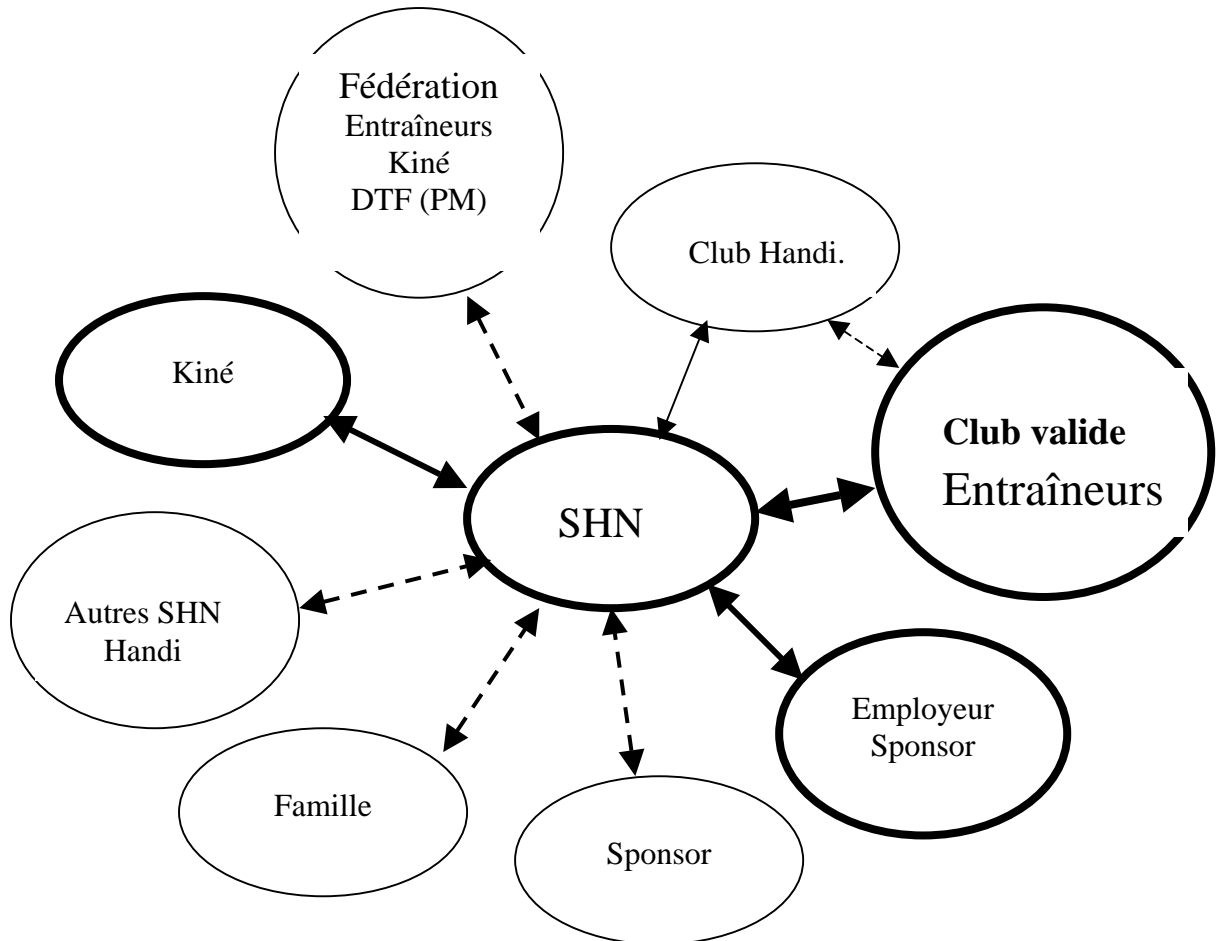 Fédération
Entraîneurs
Kiné
DTF (PM)
Club Handi.
Kiné
Club valide
Entraîneurs
SHN
Autres SHN
Handi
Employeur
Sponsor
Famille
Sponsor